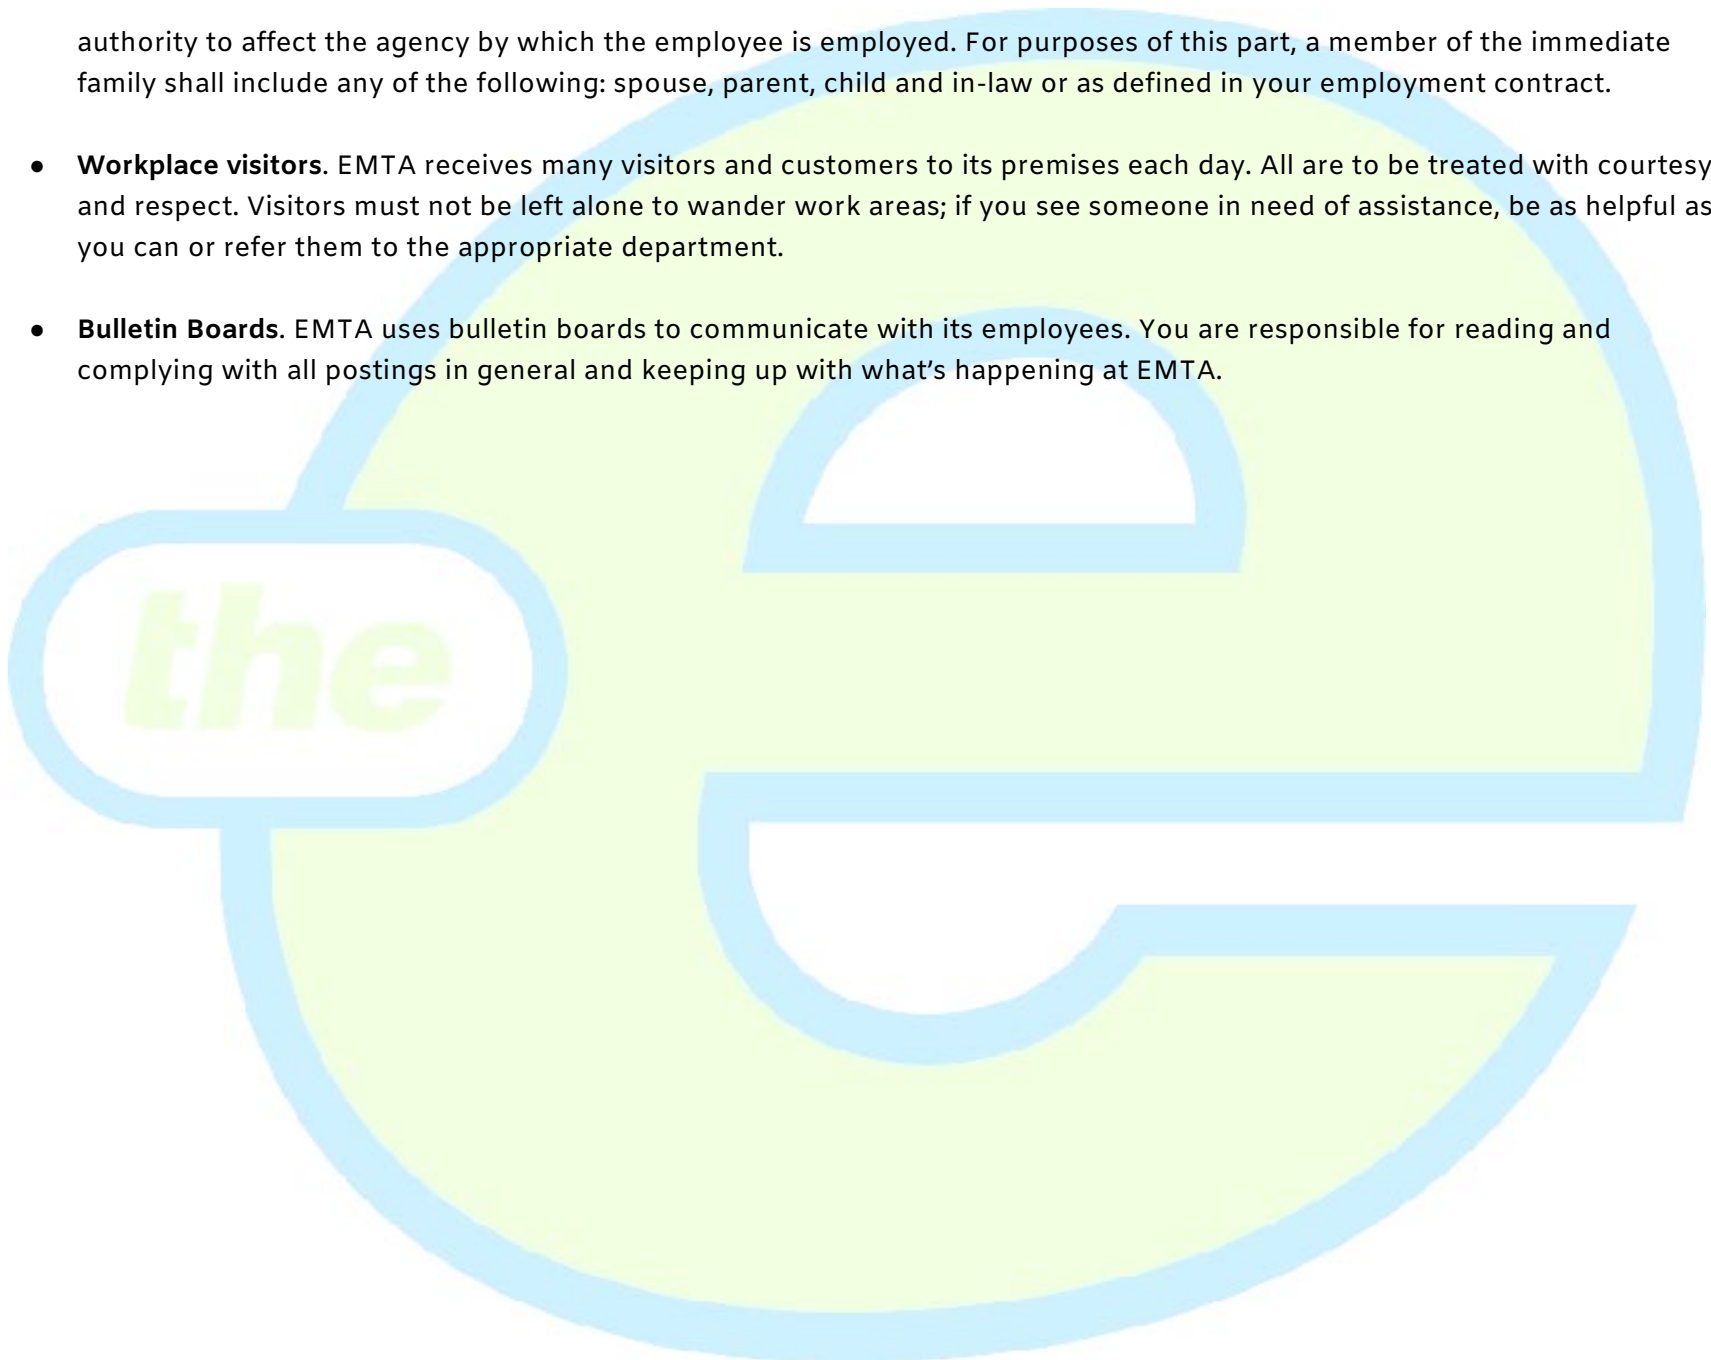 authority to affect the agency by which the employee is employed. For purposes of this part, a member of the immediate
family shall include any of the following: spouse, parent, child and in-law or as defined in your employment contract.
● Workplace visitors. EMTA receives many visitors and customers to its premises each day. All are to be treated with courtesy
and respect. Visitors must not be left alone to wander work areas; if you see someone in need of assistance, be as helpful as
you can or refer them to the appropriate department.
● Bulletin Boards. EMTA uses bulletin boards to communicate with its employees. You are responsible for reading and
complying with all postings in general and keeping up with what’s happening at EMTA.
the
e